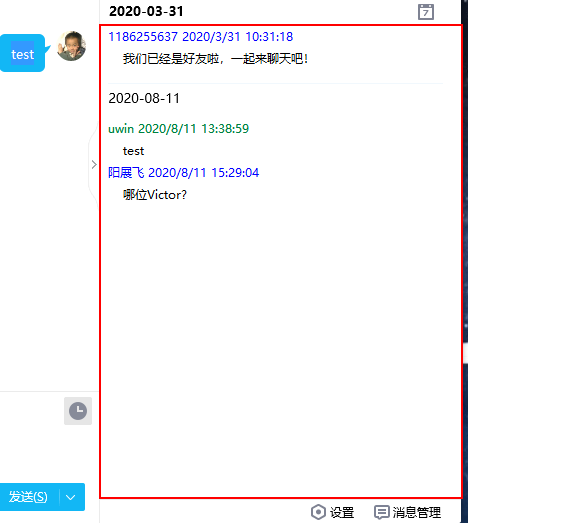 2020-03-31
1186255637 2020/3/31 10:31:18
我们已经是好友啦，一起来聊天吧！
test
2020-08-11
uwin 2020/8/11 13:38:59
test
阳展飞 2020/8/11 15:29:04
哪位Victor？
发送(S)
设置
消息管理
7